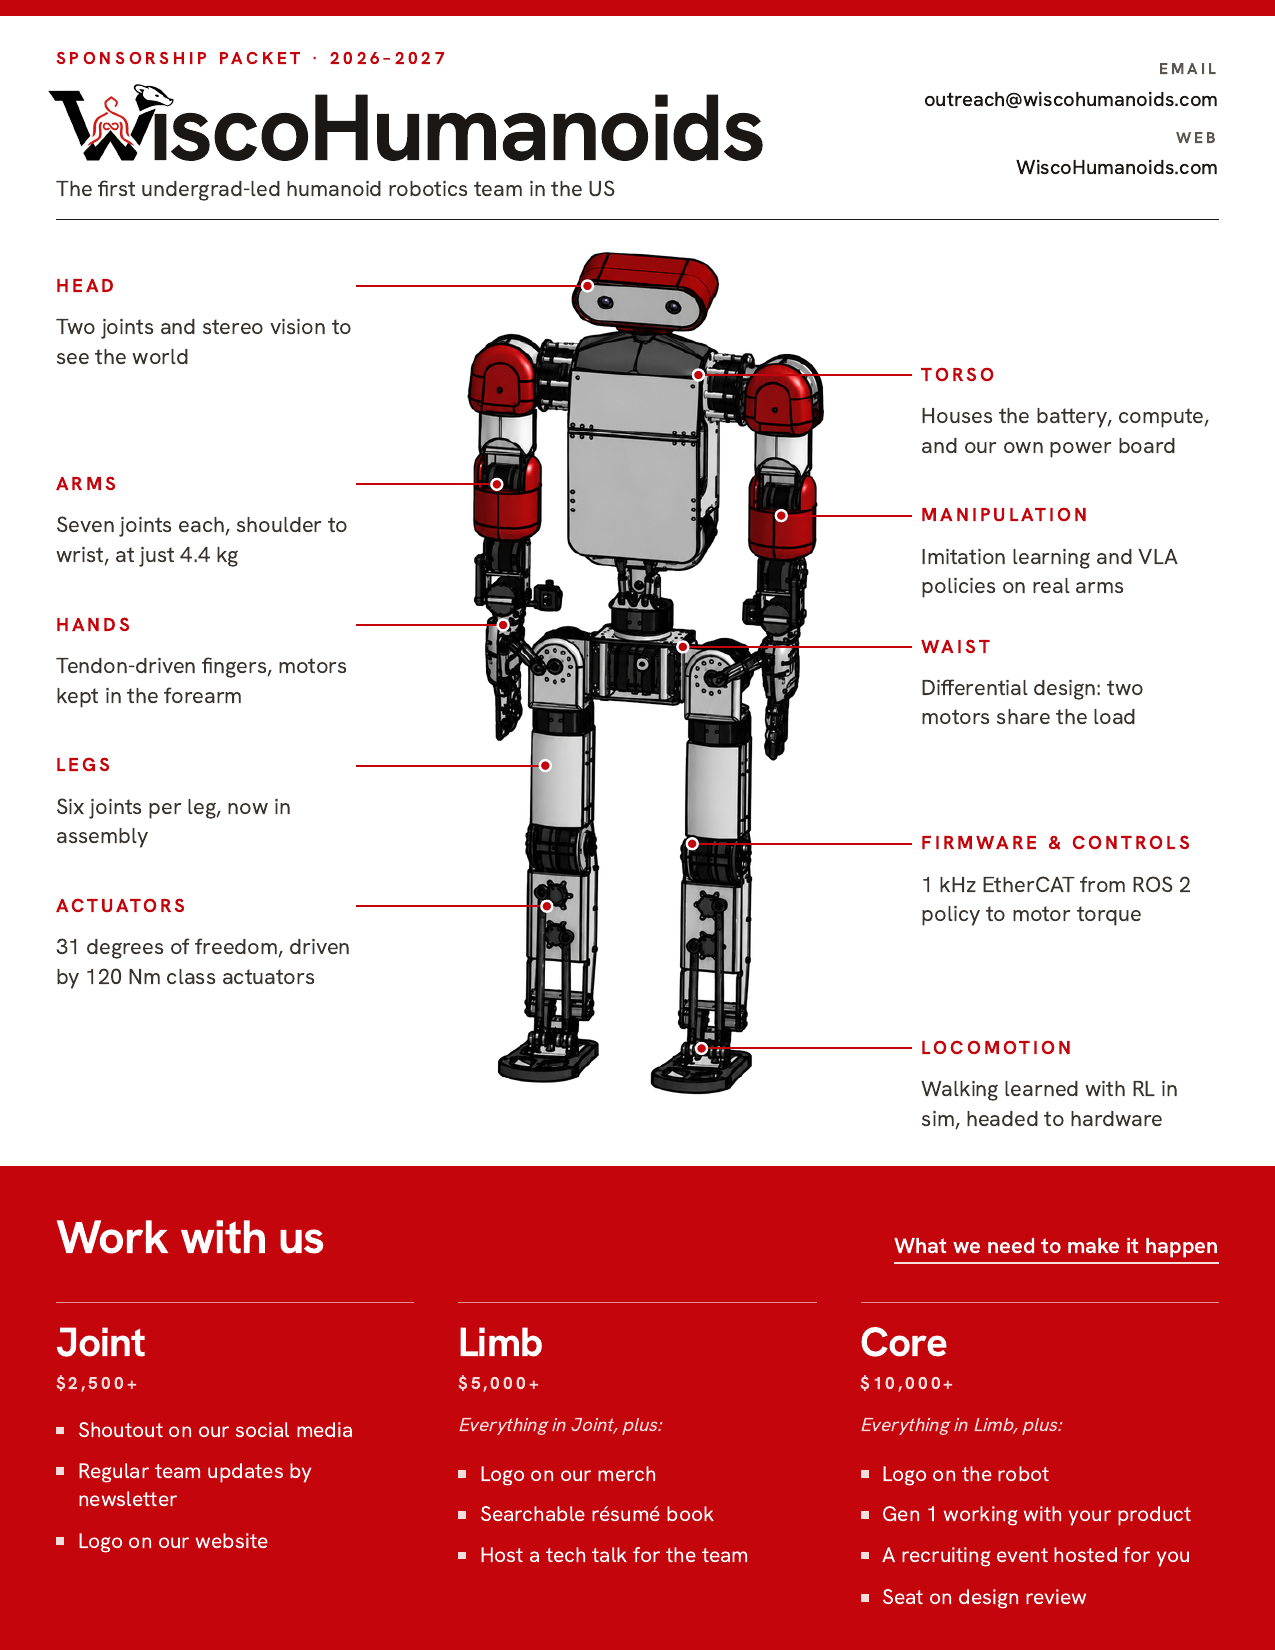 SPONSORSHIP PACKET · 2026–2027
WiscoHumanoids
The first undergrad-led humanoid robotics team in the US
EMAIL
outreach@wiscohumanoids.com
WEB
WiscoHumanoids.com
HEAD
Two joints and stereo vision to
see the world
ARMS
Seven joints each, shoulder to
wrist, at just 4.4 kg
HANDS
Tendon-driven fingers, motors
kept in the forearm
LEGS
Six joints per leg, now in
assembly
ACTUATORS
31 degrees of freedom, driven
by 120 Nm class actuators
TORSO
Houses the battery, compute,
and our own power board
MANIPULATION
Imitation learning and VLA
policies on real arms
WAIST
Differential design: two
motors share the load
FIRMWARE & CONTROLS
1 kHz EtherCAT from ROS 2
policy to motor torque
LOCOMOTION
Walking learned with RL in
sim, headed to hardware
Work with us
What we need to make it happen
Joint
$2,500+
Shoutout on our social media
Regular team updates by
newsletter
Logo on our website
Limb
$5,000+
Everything in Joint, plus:
Logo on our merch
Searchable résumé book
Host a tech talk for the team
Core
$10,000+
Everything in Limb, plus:
Logo on the robot
Gen 1 working with your product
A recruiting event hosted for you
Seat on design review